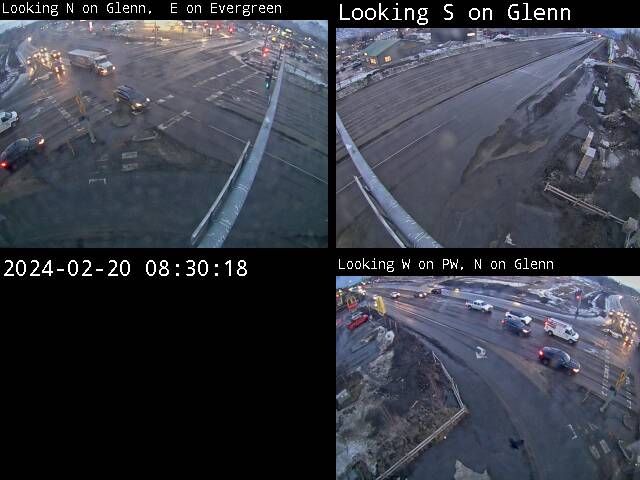 Looking N on Glenn,  E on Evergreen
Looking S on Glenn
2024-02-20 08:30:18
Looking W on PW, N on Glenn